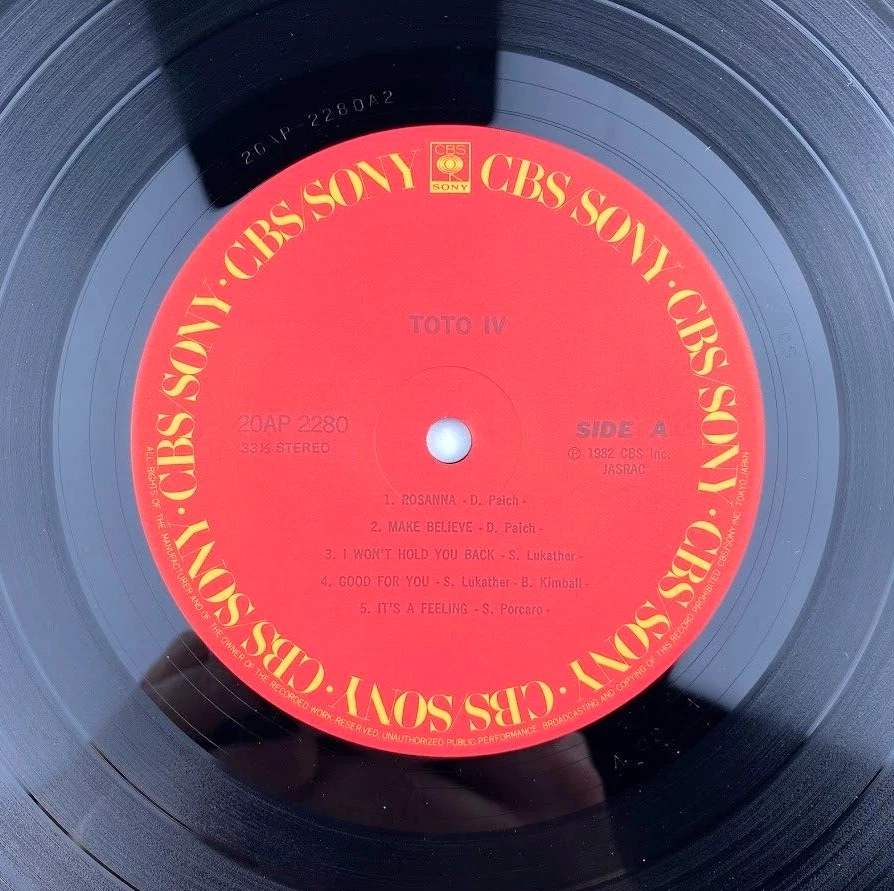 20AP-2280A2
CBS
SONY
CBS/SONY · CBS/SONY · CBS/SONY · CBS/SONY · CBS/SONY · CBS/SONY · CBS/SONY · CBS SONY
TOTO IV
20AP 2280
33⅓ STEREO
SIDE A
Ⓟ 1982 CBS Inc.
JASRAC
1. ROSANNA - D. Paich -
2. MAKE BELIEVE - D. Paich -
3. I WON'T HOLD YOU BACK - S. Lukather -
4. GOOD FOR YOU - S. Lukather - B. Kimball -
5. IT'S A FEELING - S. Porcaro -
ALL RIGHTS OF THE MANUFACTURER AND OF THE OWNER OF THE RECORDED WORK RESERVED. UNAUTHORIZED PUBLIC PERFORMANCE, BROADCASTING AND COPYING OF THIS RECORD PROHIBITED. CBS/SONY INC. TOKYO JAPAN